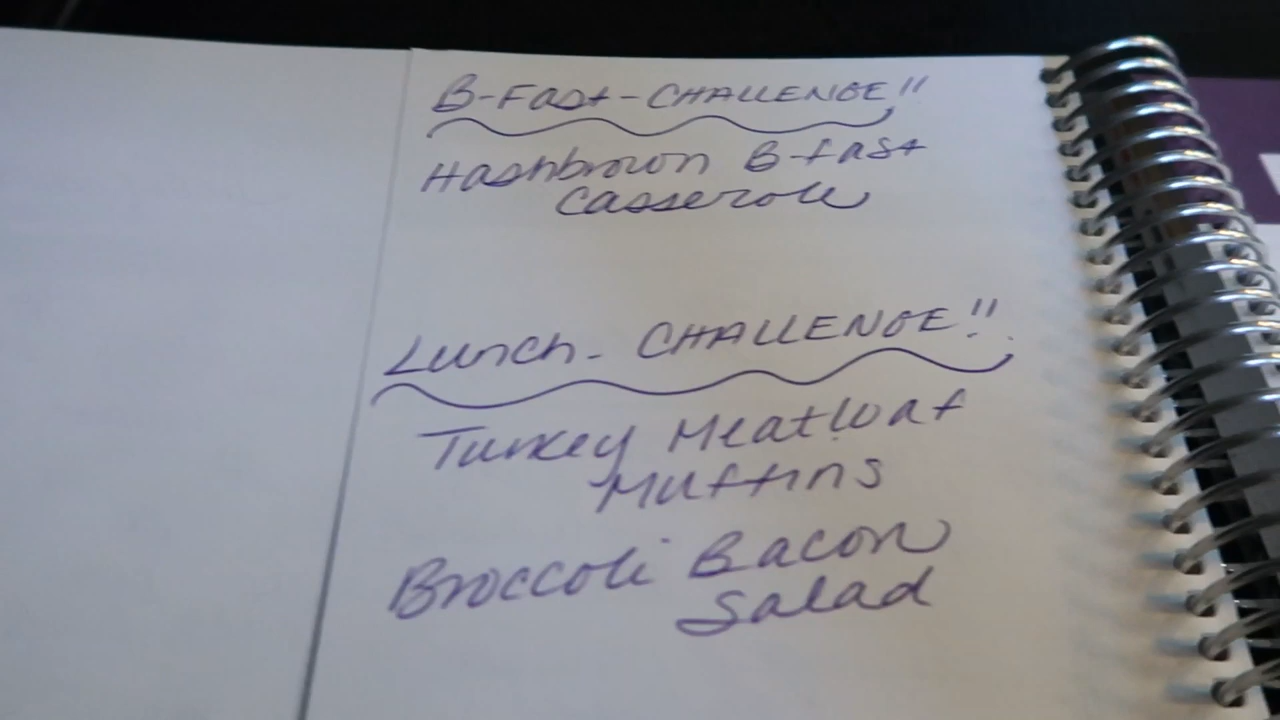 B-Fast-CHALLENGE!!
Hashbrown B-fast
Casserole
Lunch- CHALLENGE!!
Turkey Meatloaf
Muffins
Broccoli Bacon
Salad